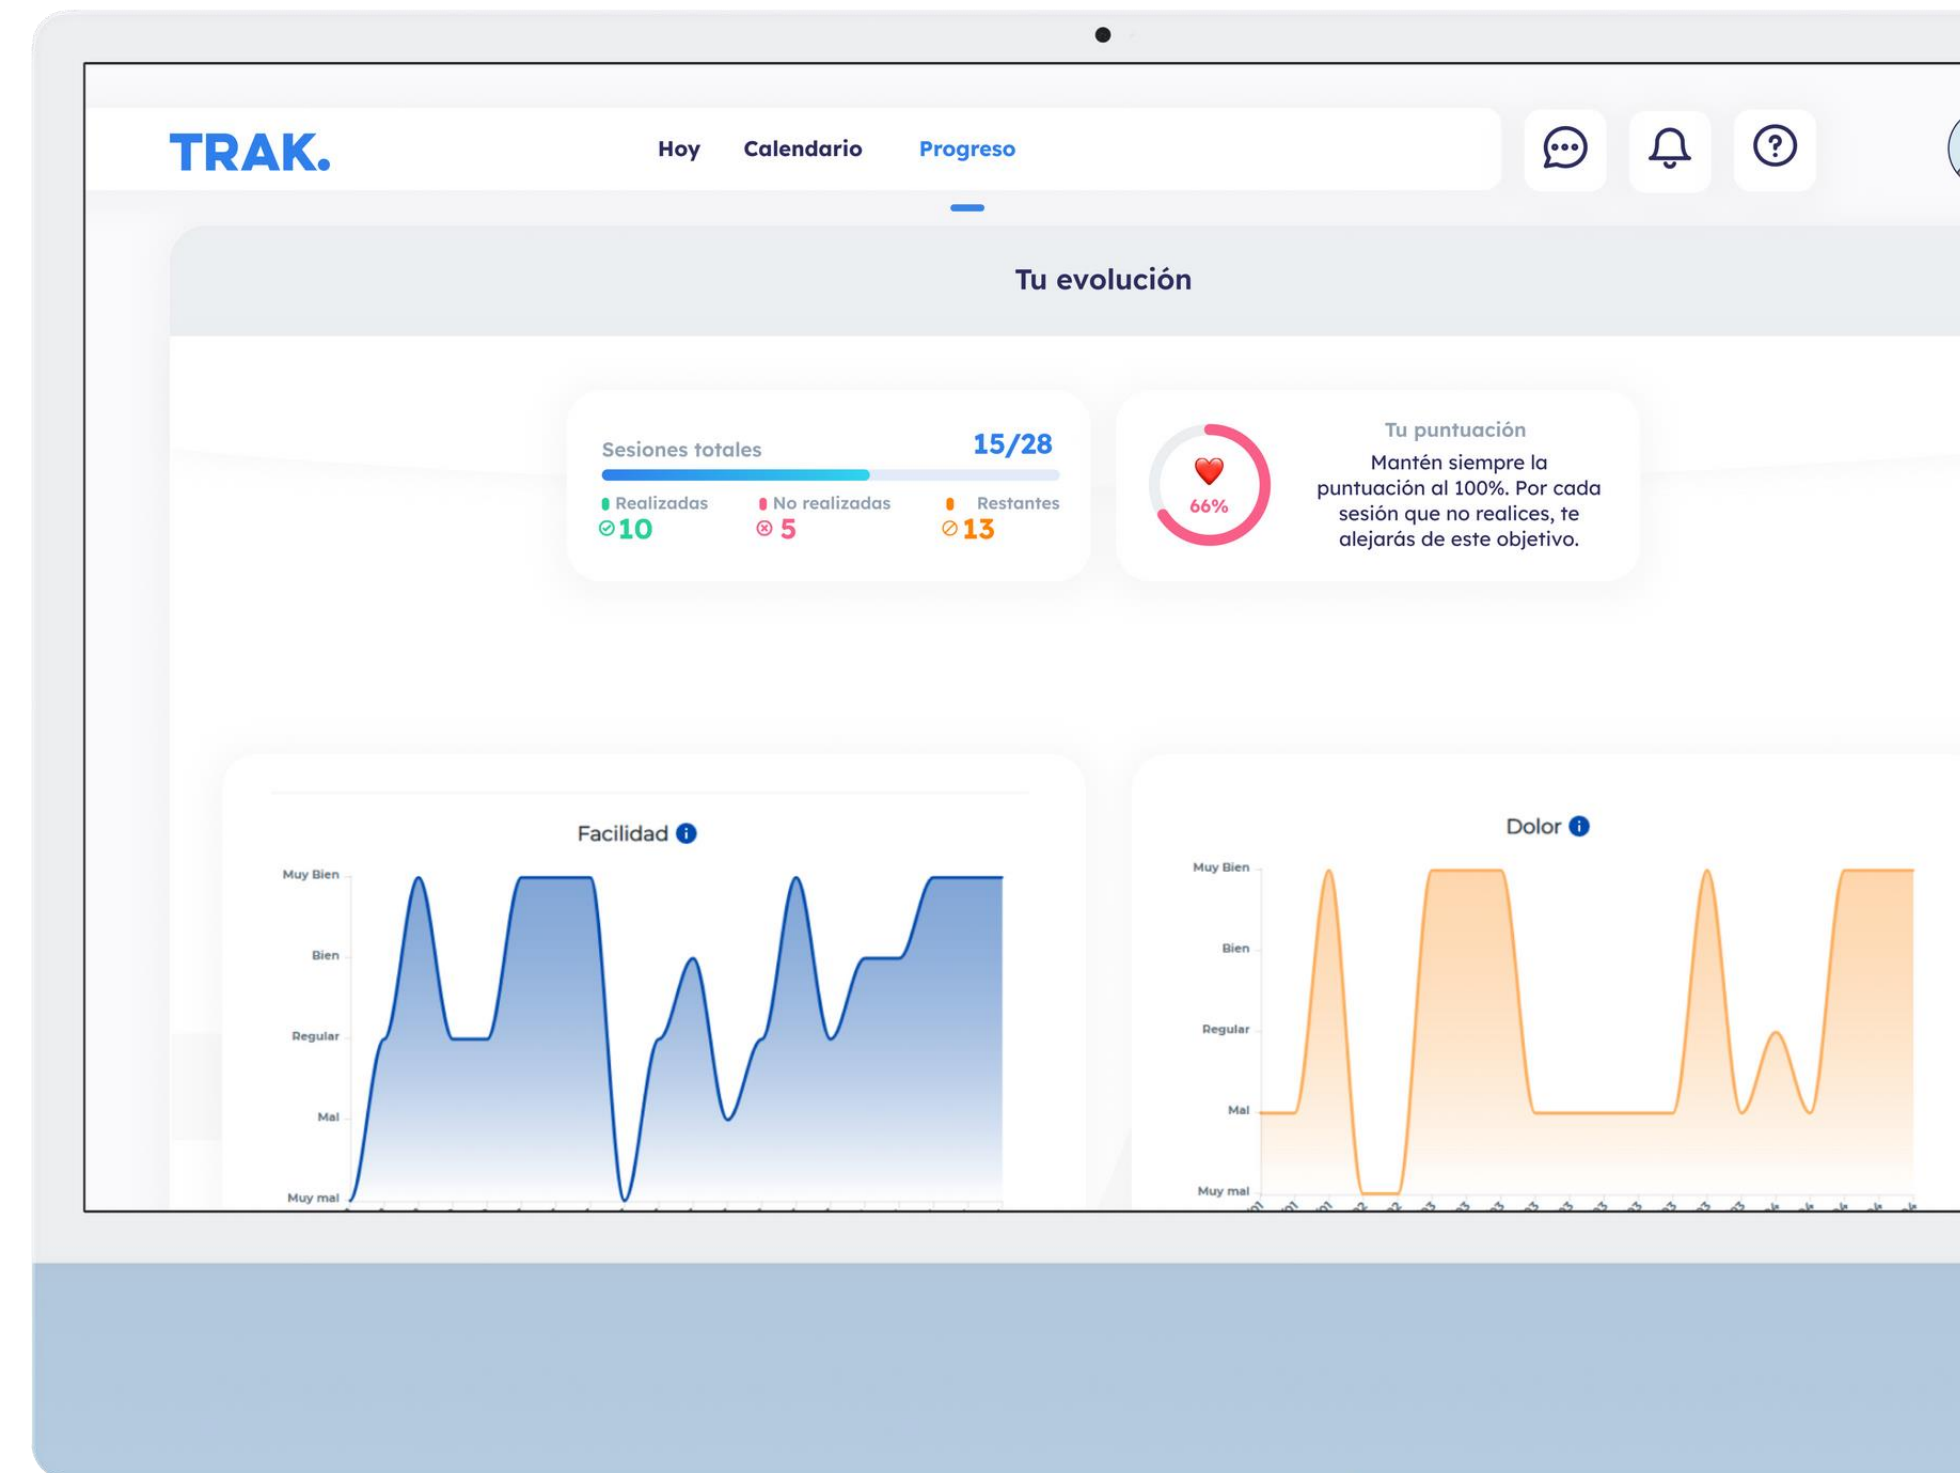 TRAK.
Hoy Calendario Progreso
Tu evolución
Sesiones totales 15/28
Realizadas No realizadas Restantes
10 5 13
66%
Tu puntuación
Mantén siempre la
puntuación al 100%. Por cada
sesión que no realices, te
alejarás de este objetivo.
Facilidad
Muy Bien
Bien
Regular
Mal
Muy mal
Dolor
Muy Bien
Bien
Regular
Mal
Muy mal